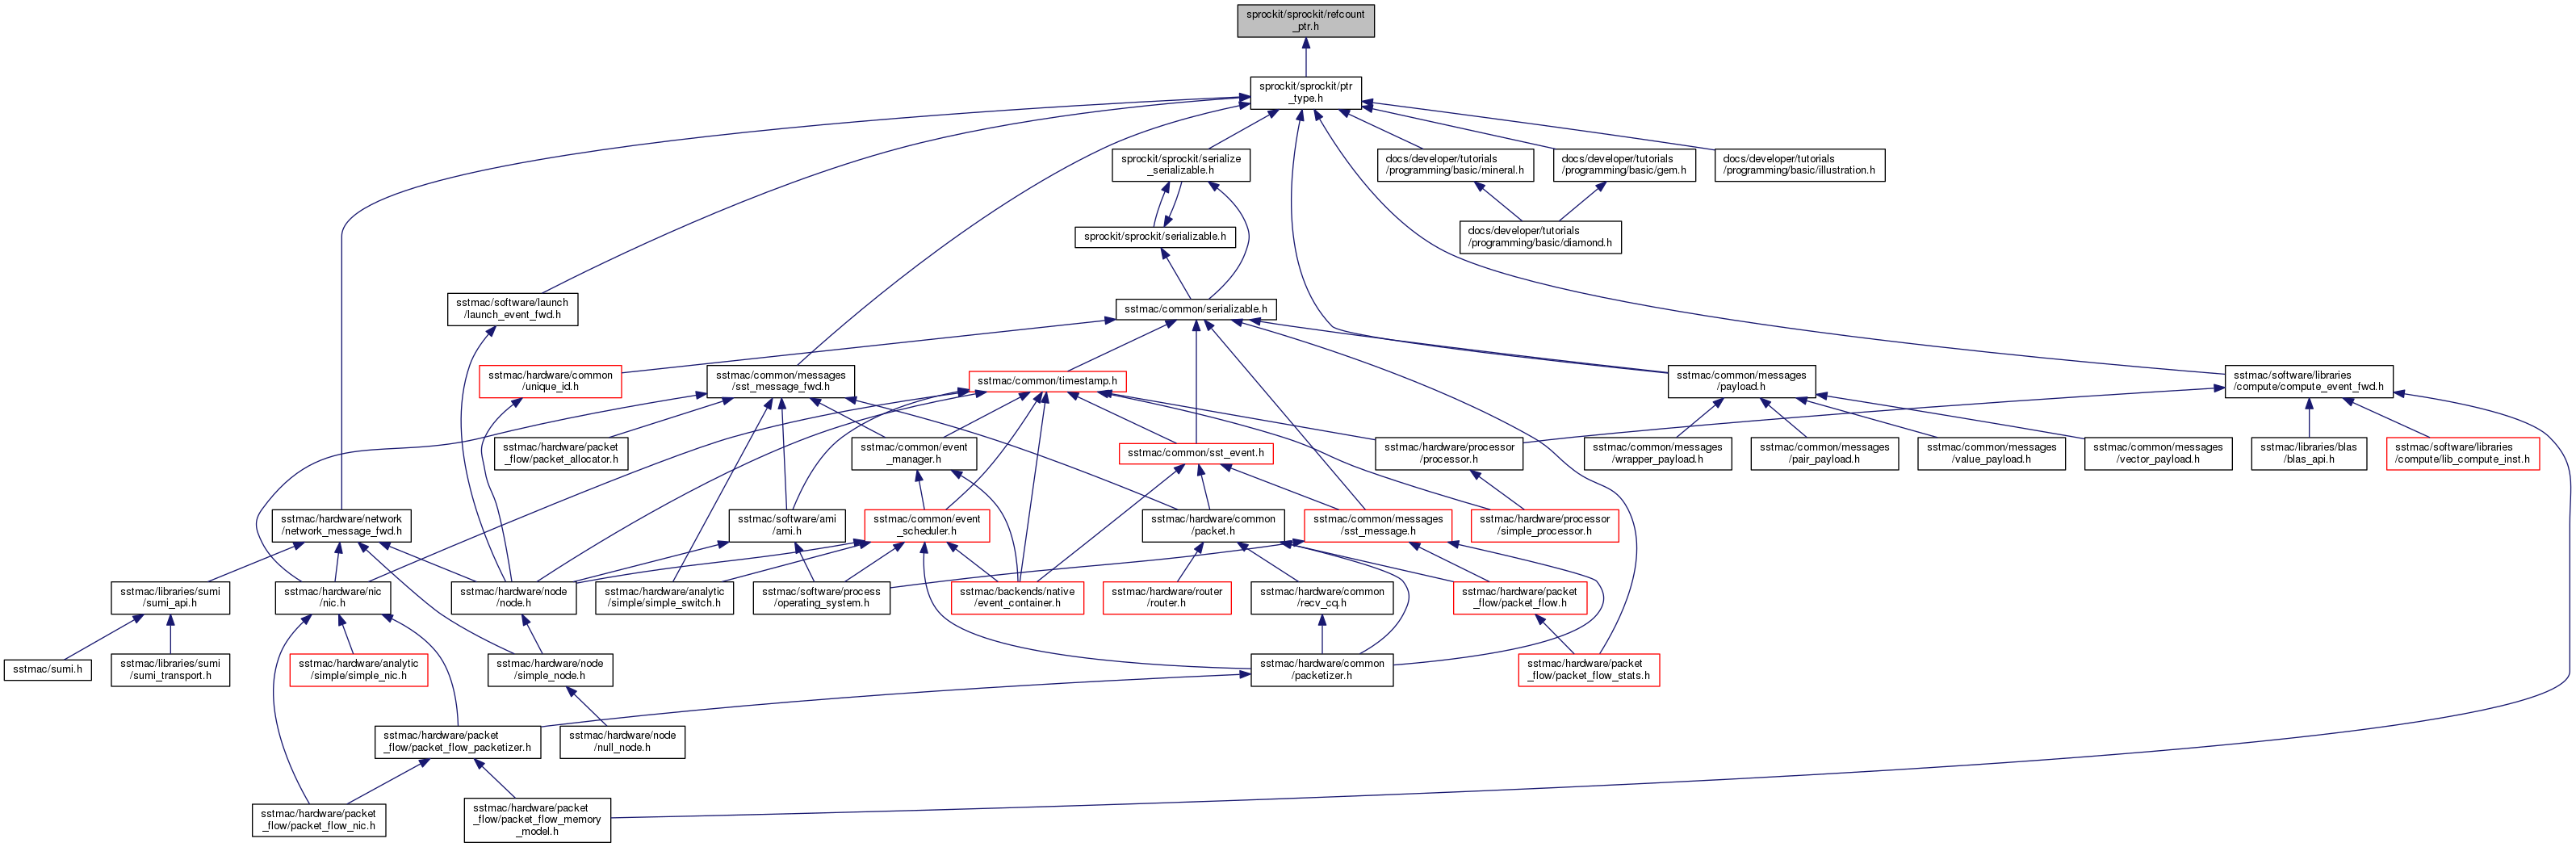 sprockit/sprockit/refcount
_ptr.h
sprockit/sprockit/ptr
_type.h
sprockit/sprockit/serialize
_serializable.h
docs/developer/tutorials
/programming/basic/mineral.h
docs/developer/tutorials
/programming/basic/gem.h
docs/developer/tutorials
/programming/basic/illustration.h
sprockit/sprockit/serializable.h
docs/developer/tutorials
/programming/basic/diamond.h
sstmac/software/launch
/launch_event_fwd.h
sstmac/common/serializable.h
sstmac/hardware/common
/unique_id.h
sstmac/common/messages
/sst_message_fwd.h
sstmac/common/timestamp.h
sstmac/common/messages
/payload.h
sstmac/software/libraries
/compute/compute_event_fwd.h
sstmac/hardware/packet
_flow/packet_allocator.h
sstmac/common/event
_manager.h
sstmac/common/sst_event.h
sstmac/hardware/processor
/processor.h
sstmac/common/messages
/wrapper_payload.h
sstmac/common/messages
/pair_payload.h
sstmac/common/messages
/value_payload.h
sstmac/common/messages
/vector_payload.h
sstmac/libraries/blas
/blas_api.h
sstmac/software/libraries
/compute/lib_compute_inst.h
sstmac/hardware/network
/network_message_fwd.h
sstmac/software/ami
/ami.h
sstmac/common/event
_scheduler.h
sstmac/hardware/common
/packet.h
sstmac/common/messages
/sst_message.h
sstmac/hardware/processor
/simple_processor.h
sstmac/libraries/sumi
/sumi_api.h
sstmac/hardware/nic
/nic.h
sstmac/hardware/node
/node.h
sstmac/hardware/analytic
/simple/simple_switch.h
sstmac/software/process
/operating_system.h
sstmac/backends/native
/event_container.h
sstmac/hardware/router
/router.h
sstmac/hardware/common
/recv_cq.h
sstmac/hardware/packet
_flow/packet_flow.h
sstmac/sumi.h
sstmac/libraries/sumi
/sumi_transport.h
sstmac/hardware/analytic
/simple/simple_nic.h
sstmac/hardware/node
/simple_node.h
sstmac/hardware/common
/packetizer.h
sstmac/hardware/packet
_flow/packet_flow_stats.h
sstmac/hardware/packet
_flow/packet_flow_packetizer.h
sstmac/hardware/node
/null_node.h
sstmac/hardware/packet
_flow/packet_flow_nic.h
sstmac/hardware/packet
_flow/packet_flow_memory
_model.h